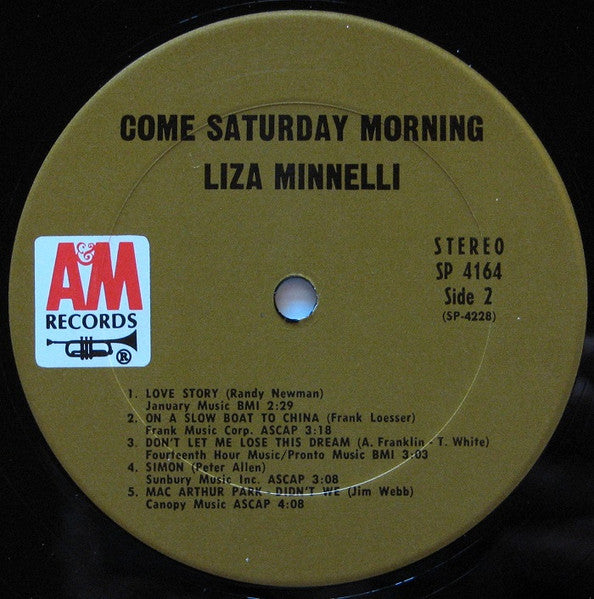 COME SATURDAY MORNING
LIZA MINNELLI
A&M
RECORDS
®
STEREO
SP 4164
Side 2
(SP-4228)
1. LOVE STORY (Randy Newman)
January Music BMI 2:29
2. ON A SLOW BOAT TO CHINA (Frank Loesser)
Frank Music Corp. ASCAP 3:18
3. DON'T LET ME LOSE THIS DREAM (A. Franklin - T. White)
Fourteenth Hour Music/Pronto Music BMI 3:03
4. SIMON (Peter Allen)
Sunbury Music Inc. ASCAP 3:08
5. MAC ARTHUR PARK - DIDN'T WE (Jim Webb)
Canopy Music ASCAP 4:08